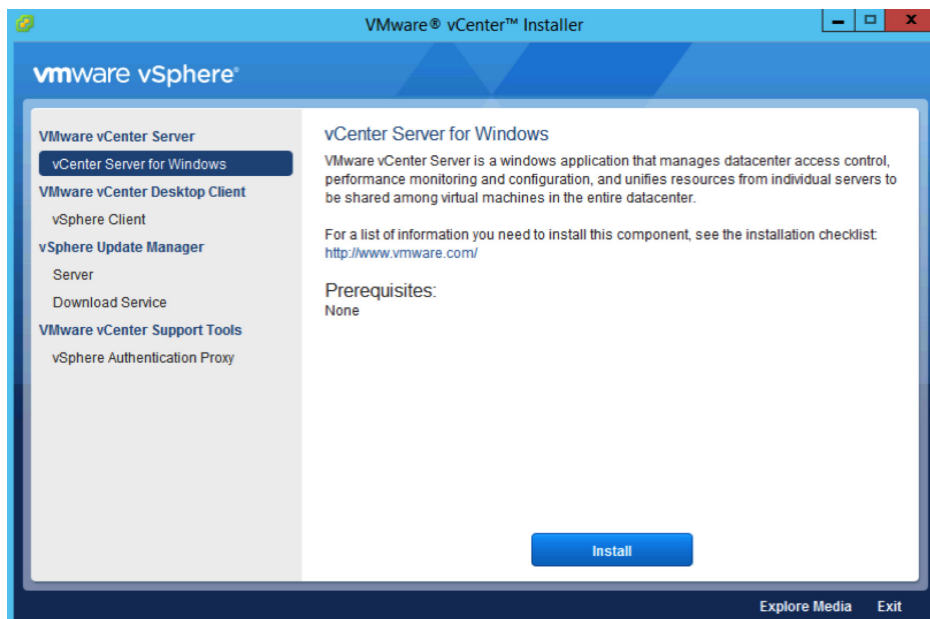 VMware® vCenter™ Installer
vmware vSphere®
VMware vCenter Server
vCenter Server for Windows
VMware vCenter Desktop Client
vSphere Client
vSphere Update Manager
Server
Download Service
VMware vCenter Support Tools
vSphere Authentication Proxy
vCenter Server for Windows
VMware vCenter Server is a windows application that manages datacenter access control,
performance monitoring and configuration, and unifies resources from individual servers to
be shared among virtual machines in the entire datacenter.
For a list of information you need to install this component, see the installation checklist:
http://www.vmware.com/
Prerequisites:
None
Install
Explore Media Exit